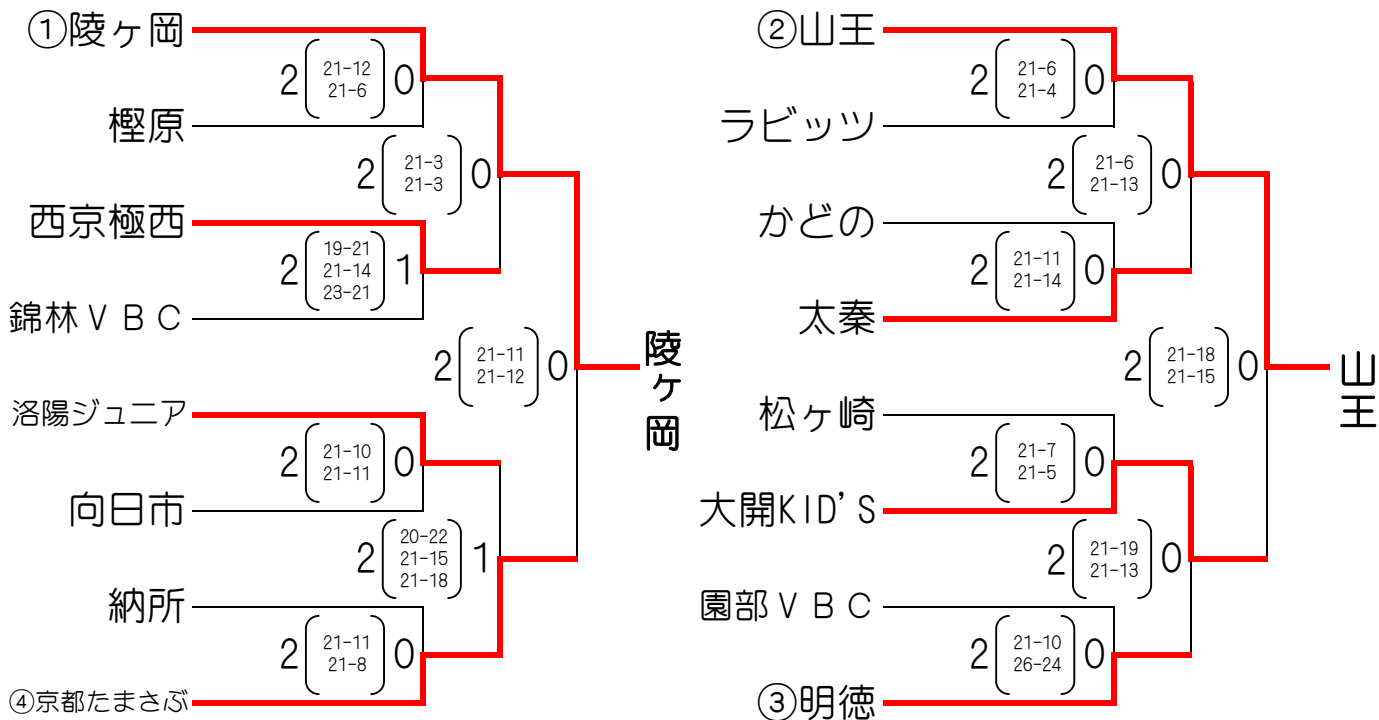 ①陵ヶ岡
2 21-12 0
21-6
樫原
2 21-3 0
21-3
西京極西
2 19-21 1
21-14
23-21
錦林ＶＢＣ
2 21-11 0
21-12
陵ヶ岡
洛陽ジュニア
2 21-10 0
21-11
向日市
2 20-22 1
21-15
21-18
納所
2 21-11 0
21-8
④京都たまさぶ
②山王
2 21-6 0
21-4
ラビッツ
2 21-6 0
21-13
かどの
2 21-11 0
21-14
太秦
2 21-18 0
21-15
山王
松ヶ崎
2 21-7 0
21-5
大開KID'S
2 21-19 0
21-13
園部ＶＢＣ
2 21-10 0
26-24
③明徳